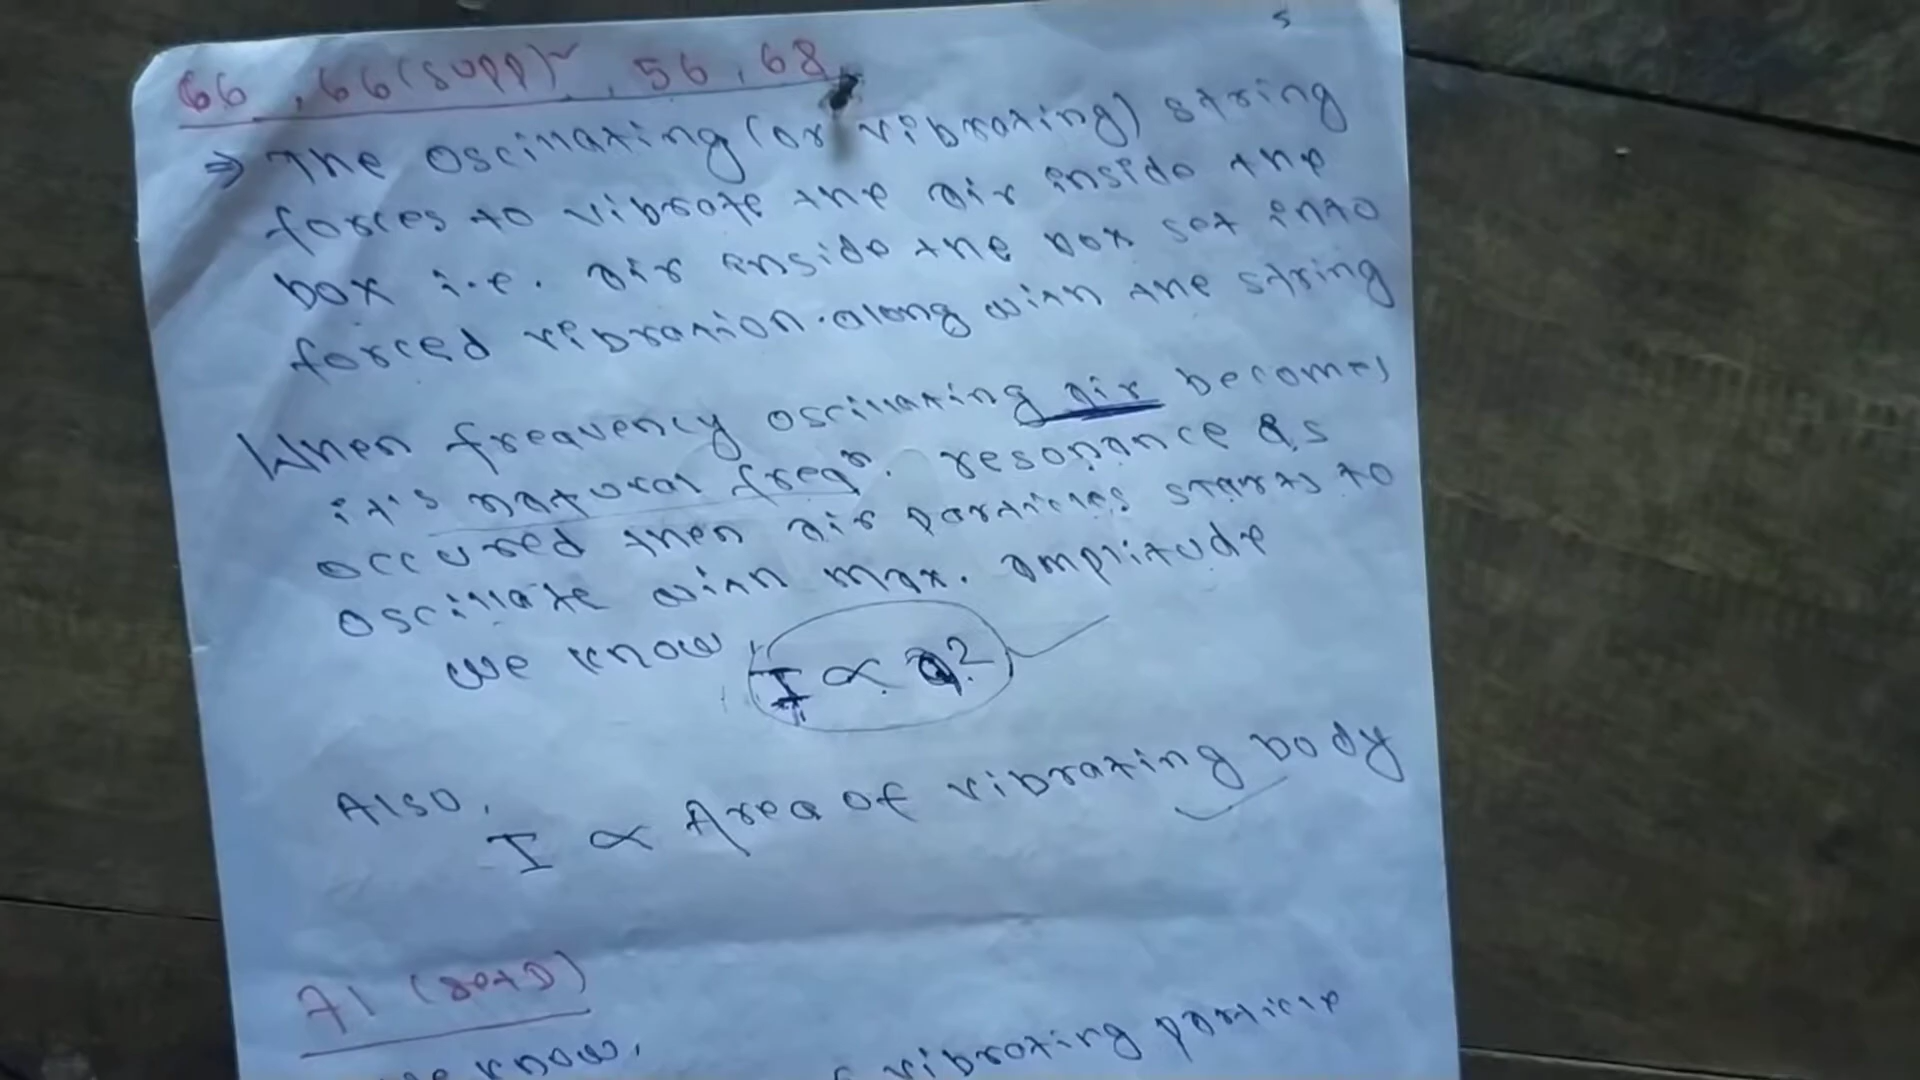 5
66, 66(supp), 56, 68
⇒ The oscillating (or vibrating) string
forces to vibrate the air inside the
box i.e. air inside the box set into
forced vibration. along with the string
When frequency oscillating air becomes
it's natural freqn. resonance is
occured then air particles starts to
oscillate with max. amplitude
we know, I ∝ a²
Also,
I ∝ Area of vibrating body
71 (set D)
we know,
vibrating particle